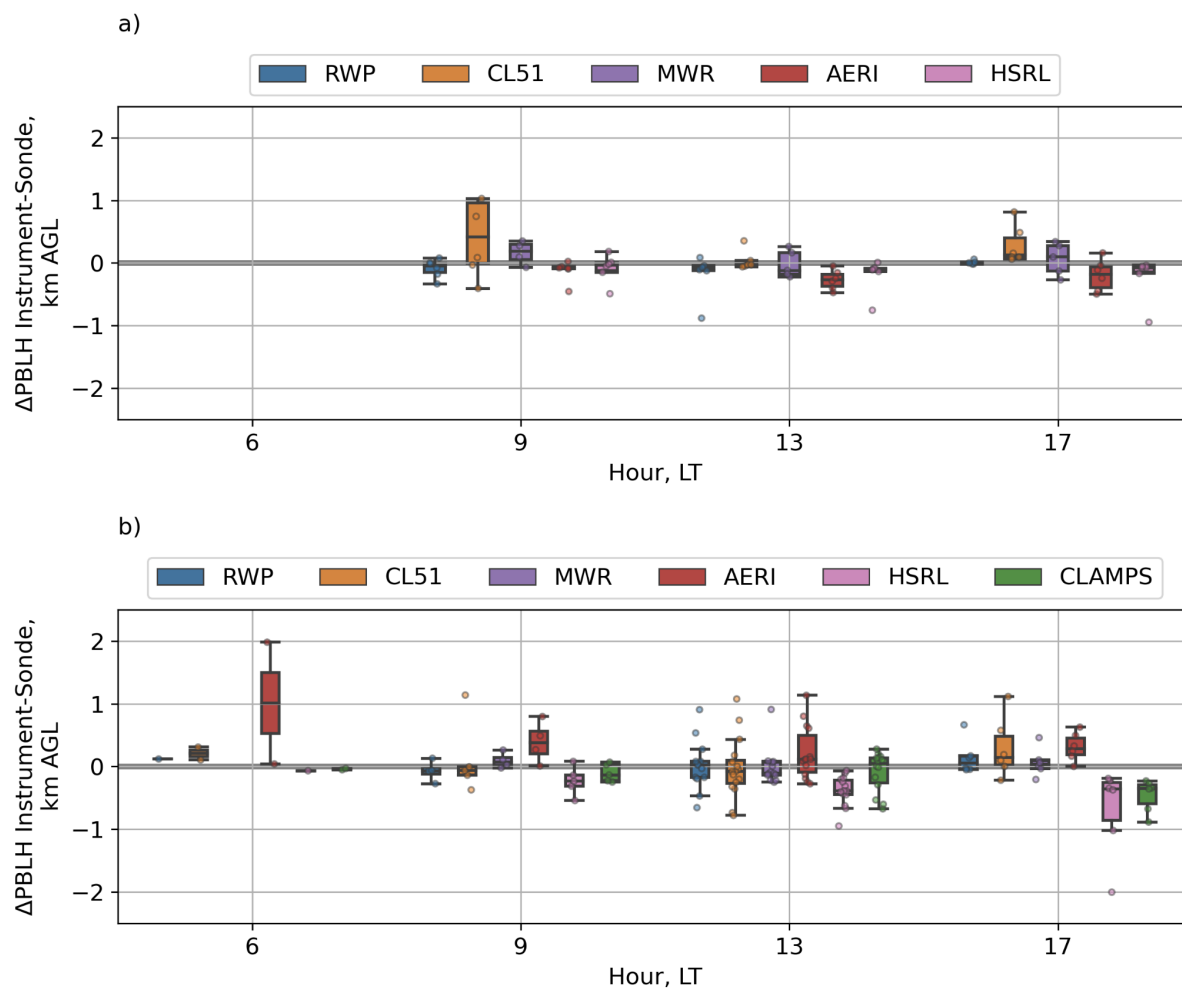 a)
RWP CL51 MWR AERI HSRL
ΔPBLH Instrument-Sonde,
km AGL
2
1
0
−1
−2
6 9 13 17
Hour, LT
b)
RWP CL51 MWR AERI HSRL CLAMPS
ΔPBLH Instrument-Sonde,
km AGL
2
1
0
−1
−2
6 9 13 17
Hour, LT